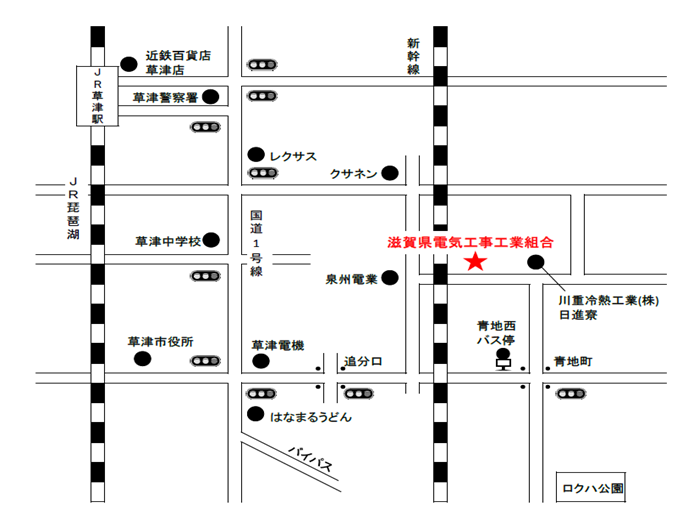 近鉄百貨店
草津店
新幹線
JR草津駅
草津警察署
レクサス
クサネン
JR琵琶湖
国道1号線
草津中学校
滋賀県電気工事工業組合
泉州電業
川重冷熱工業(株)
日進寮
青地西
バス停
草津市役所
草津電機
追分口
青地町
はなまるうどん
バイパス
ロクハ公園